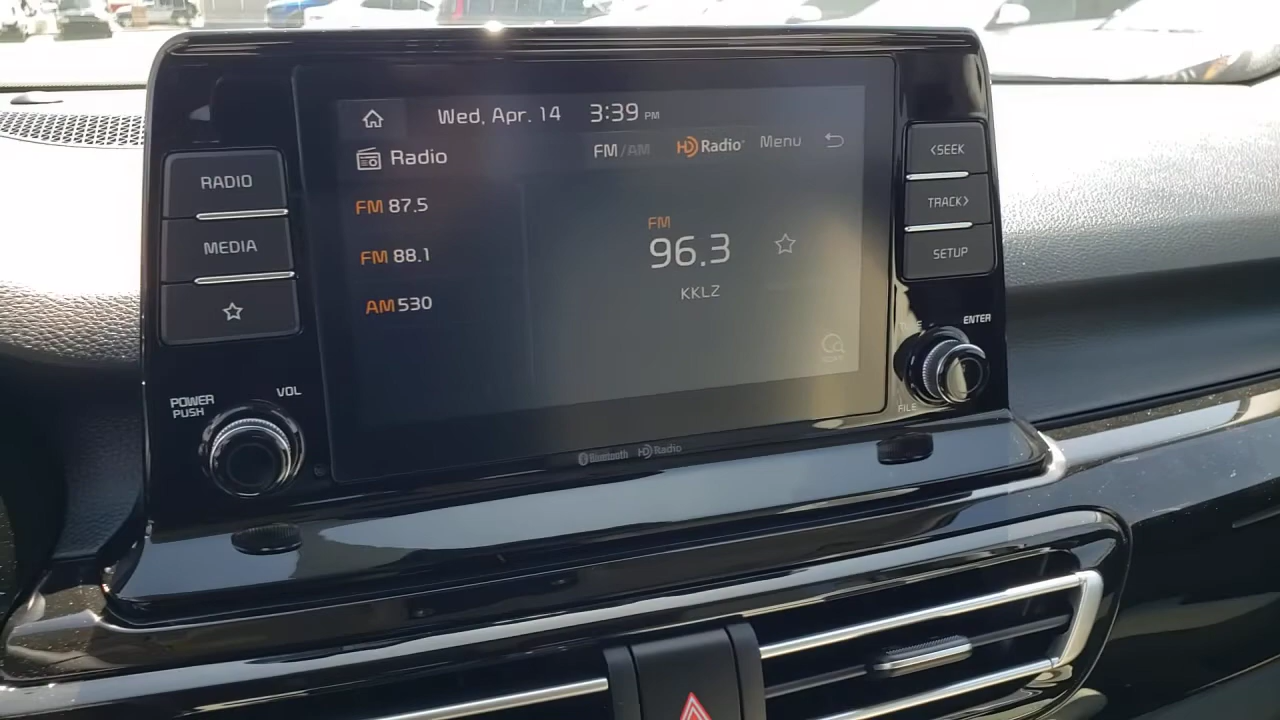 Wed, Apr. 14 3:39 PM
Radio FM/AM HD Radio Menu
FM 87.5
FM 88.1
AM 530
FM
96.3
KKLZ
RADIO
MEDIA
POWER
PUSH
VOL
<SEEK
TRACK>
SETUP
ENTER
FILE
Bluetooth HD Radio